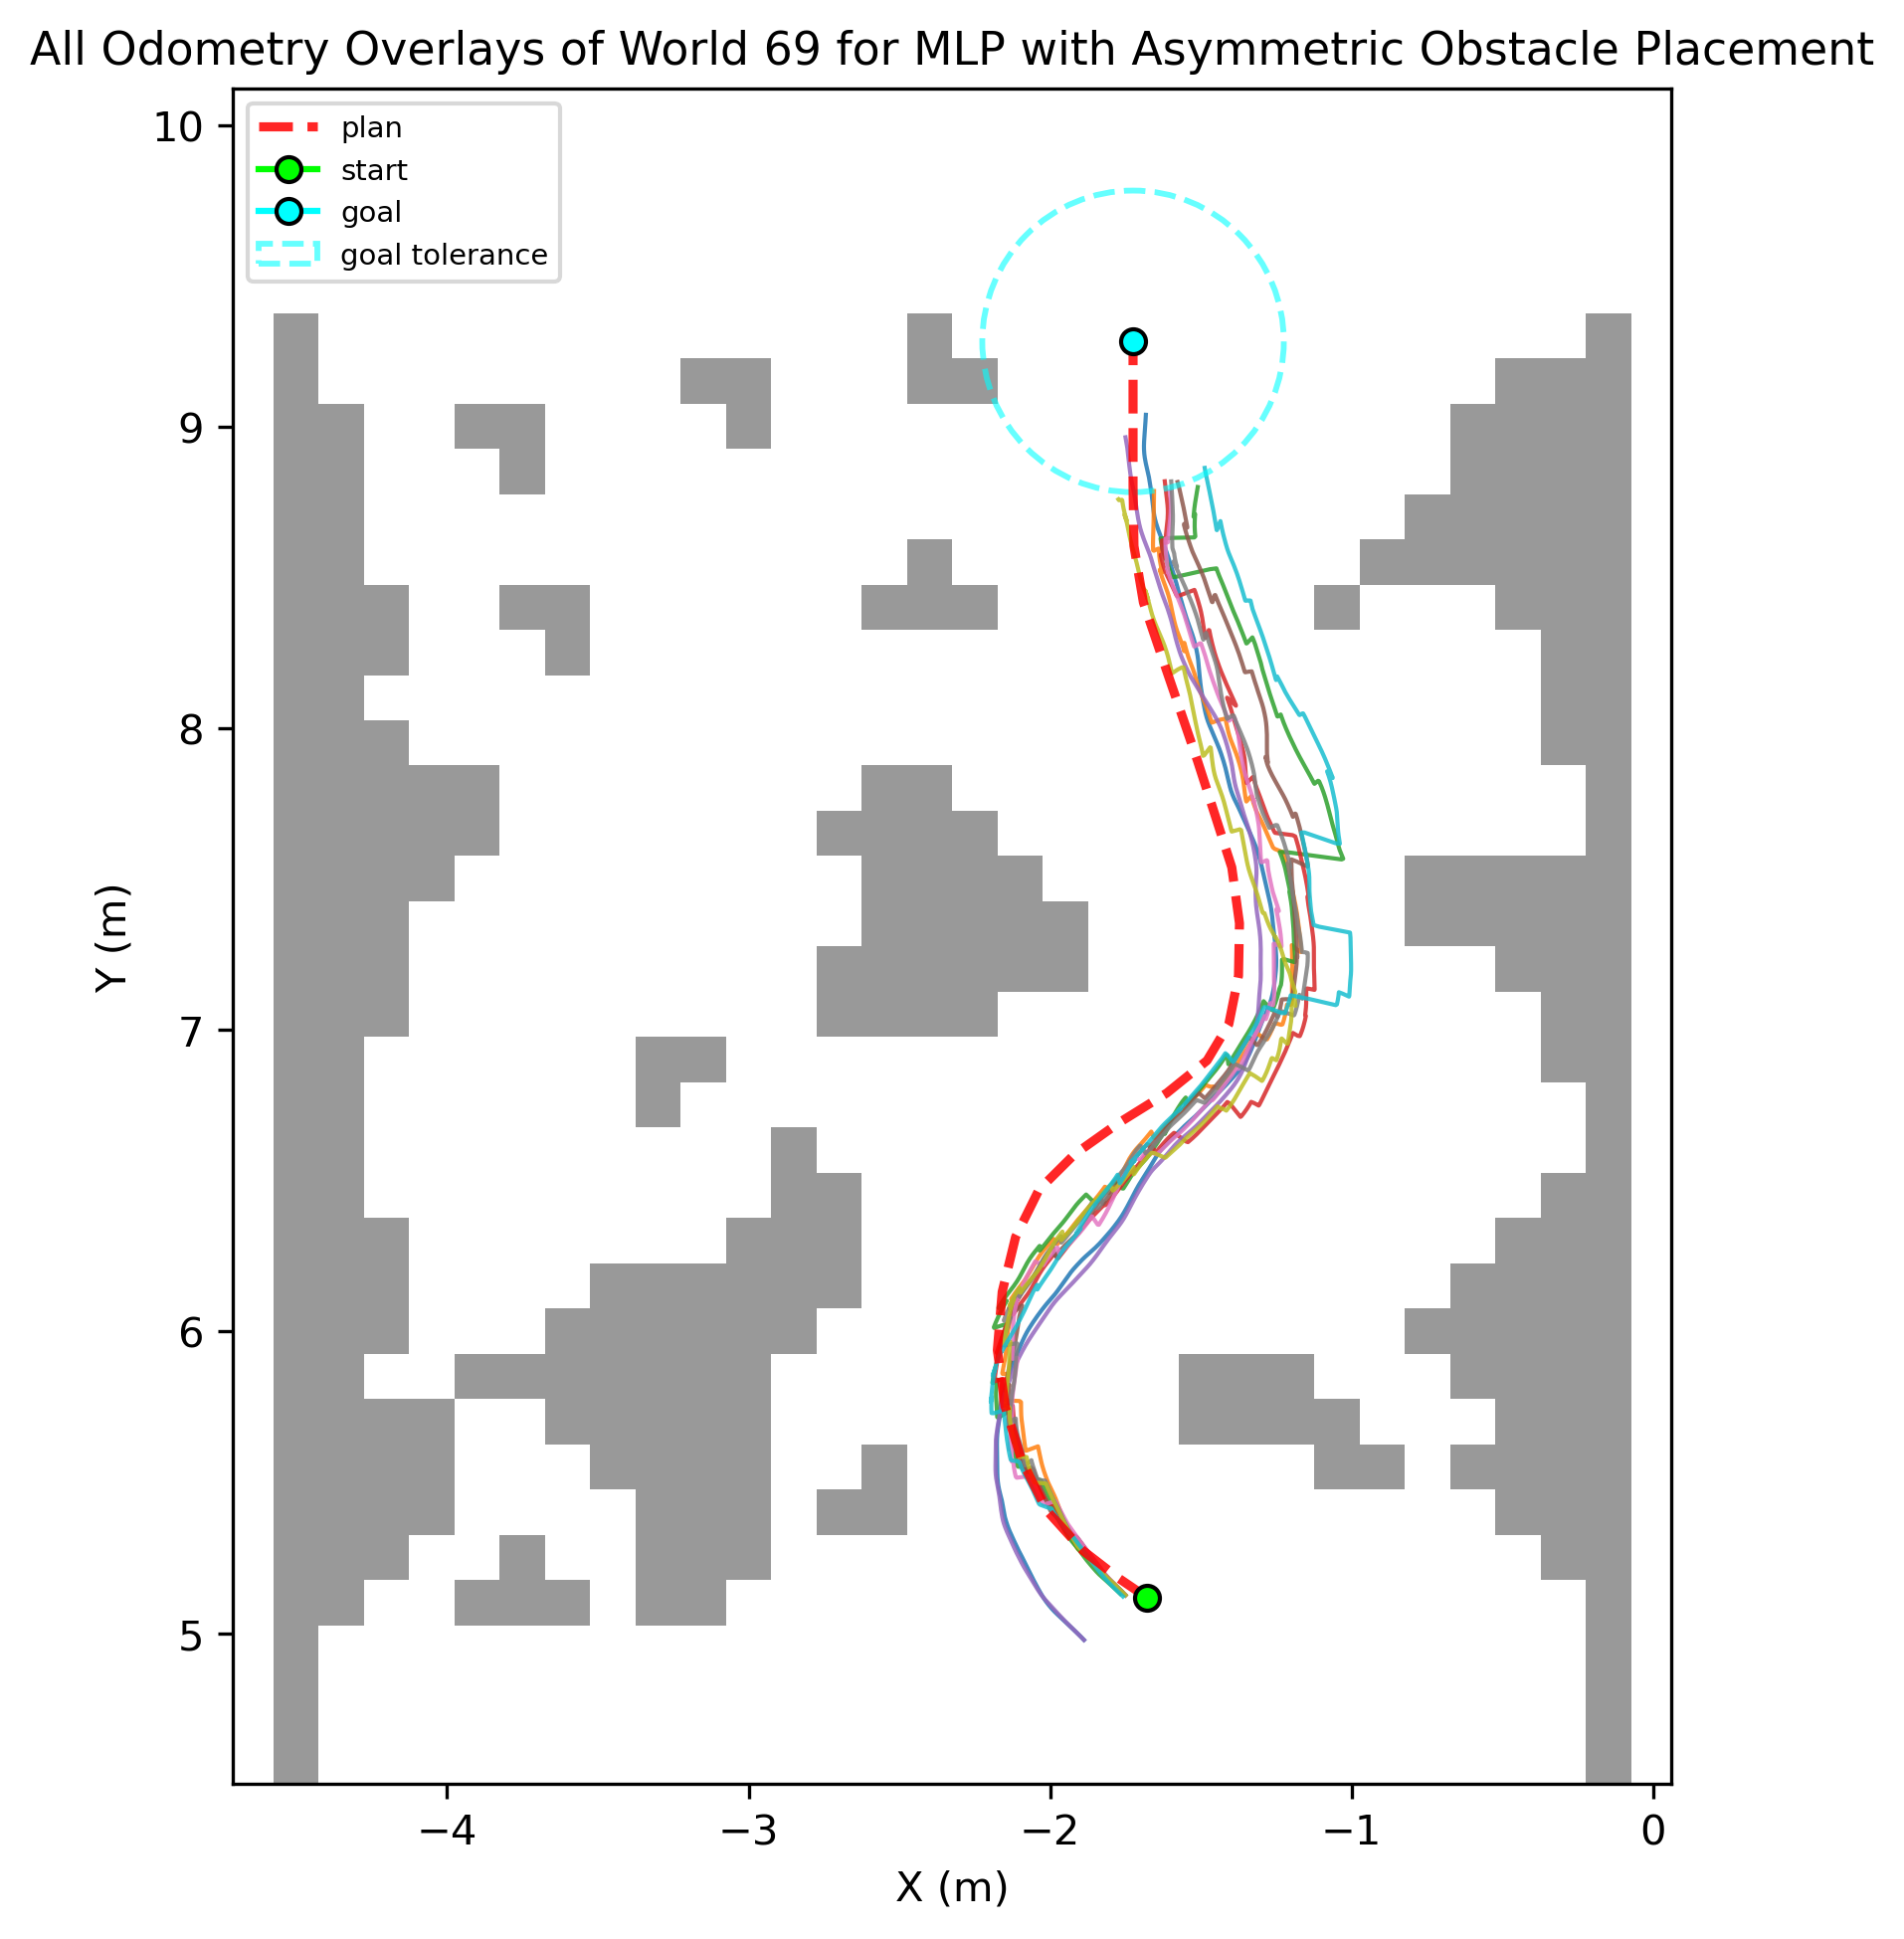 All Odometry Overlays of World 69 for MLP with Asymmetric Obstacle Placement
plan
start
goal
goal tolerance
10
9
8
7
6
5
Y (m)
−4
−3
−2
−1
0
X (m)